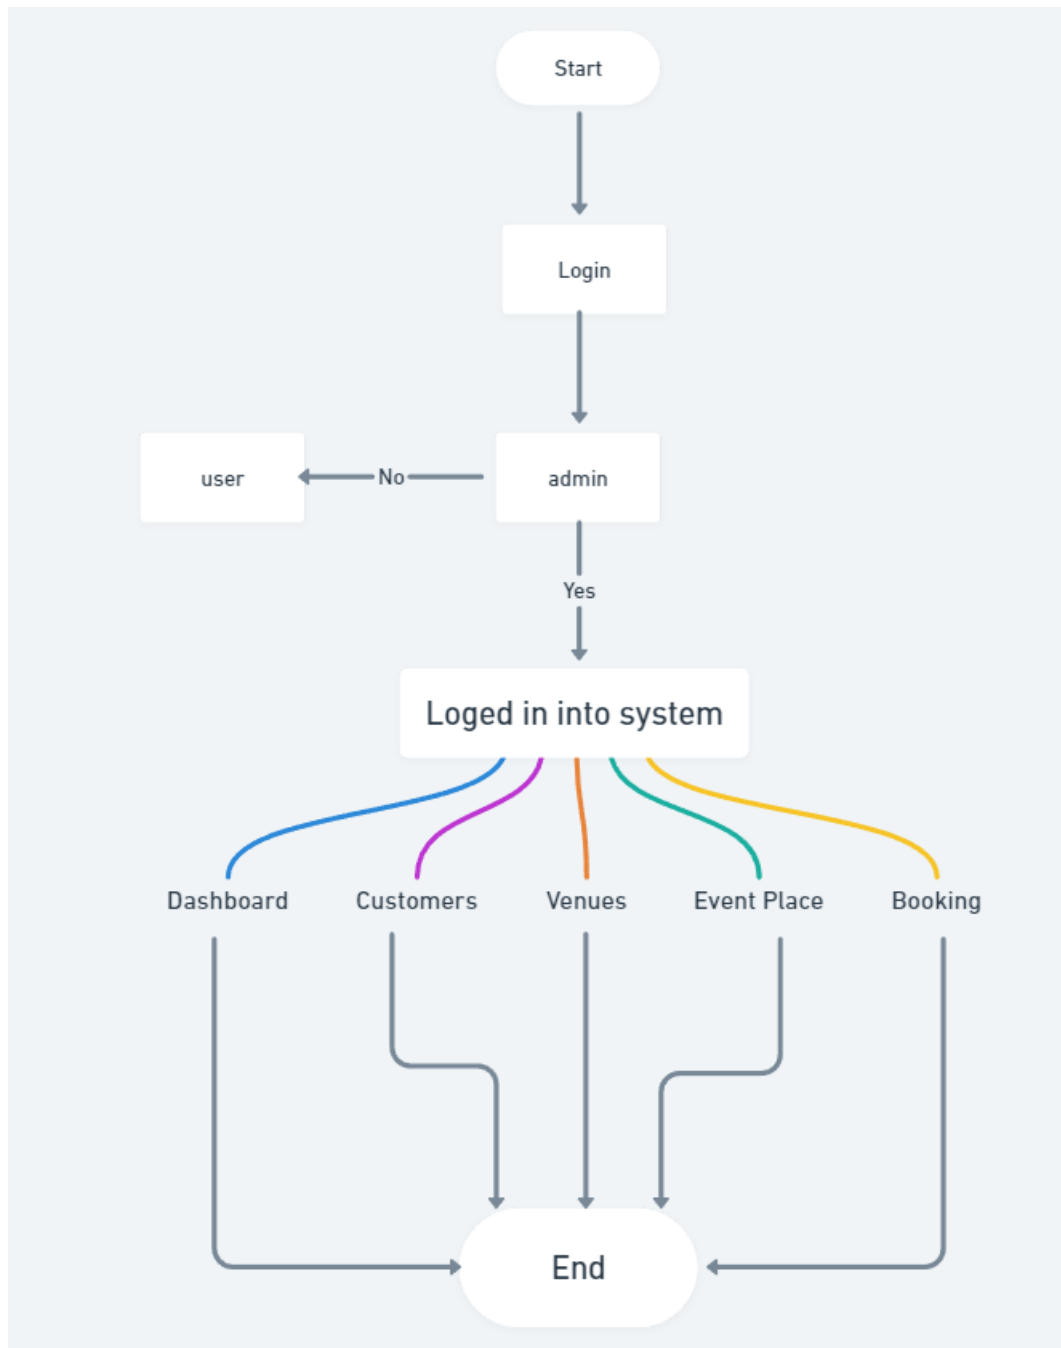 Start
Login
user
No
admin
Yes
Loged in into system
Dashboard
Customers
Venues
Event Place
Booking
End